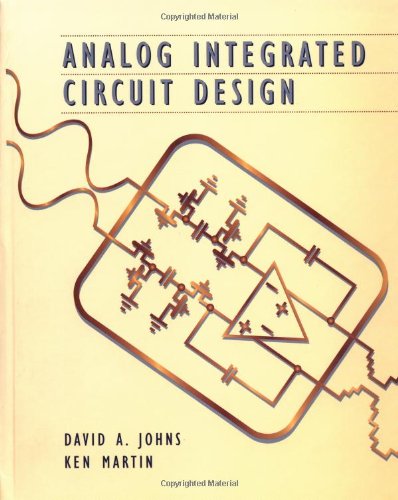 Copyrighted Material
ANALOG INTEGRATED
CIRCUIT DESIGN
DAVID A. JOHNS
KEN MARTIN
Copyrighted Material